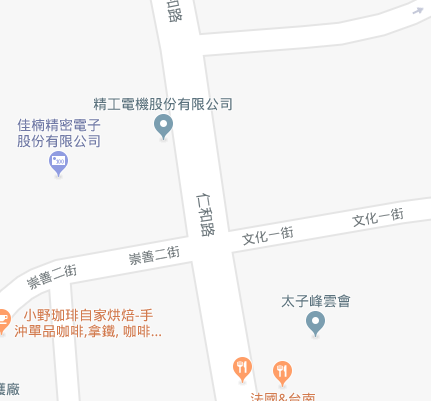 和路
精工電機股份有限公司
佳楠精密電子
股份有限公司
仁和路
文化一街
文化一街
崇善二街
崇善二街
太子峰雲會
小野珈琲自家烘焙-手
沖單品咖啡,拿鐵, 咖啡...
法國&台南
廠